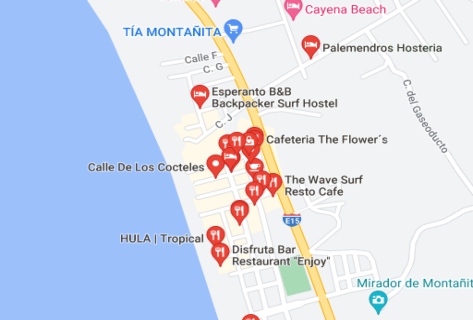 Cayena Beach
TÍA MONTAÑITA
Palemendros Hosteria
Calle F
C. G
Esperanto B&B
Backpacker Surf Hostel
C. del Gaseoducto
C. J
Cafeteria The Flower´s
Calle De Los Cocteles
The Wave Surf
Resto Cafe
E15
HULA | Tropical
Disfruta Bar
Restaurant "Enjoy"
Mirador de Montañit